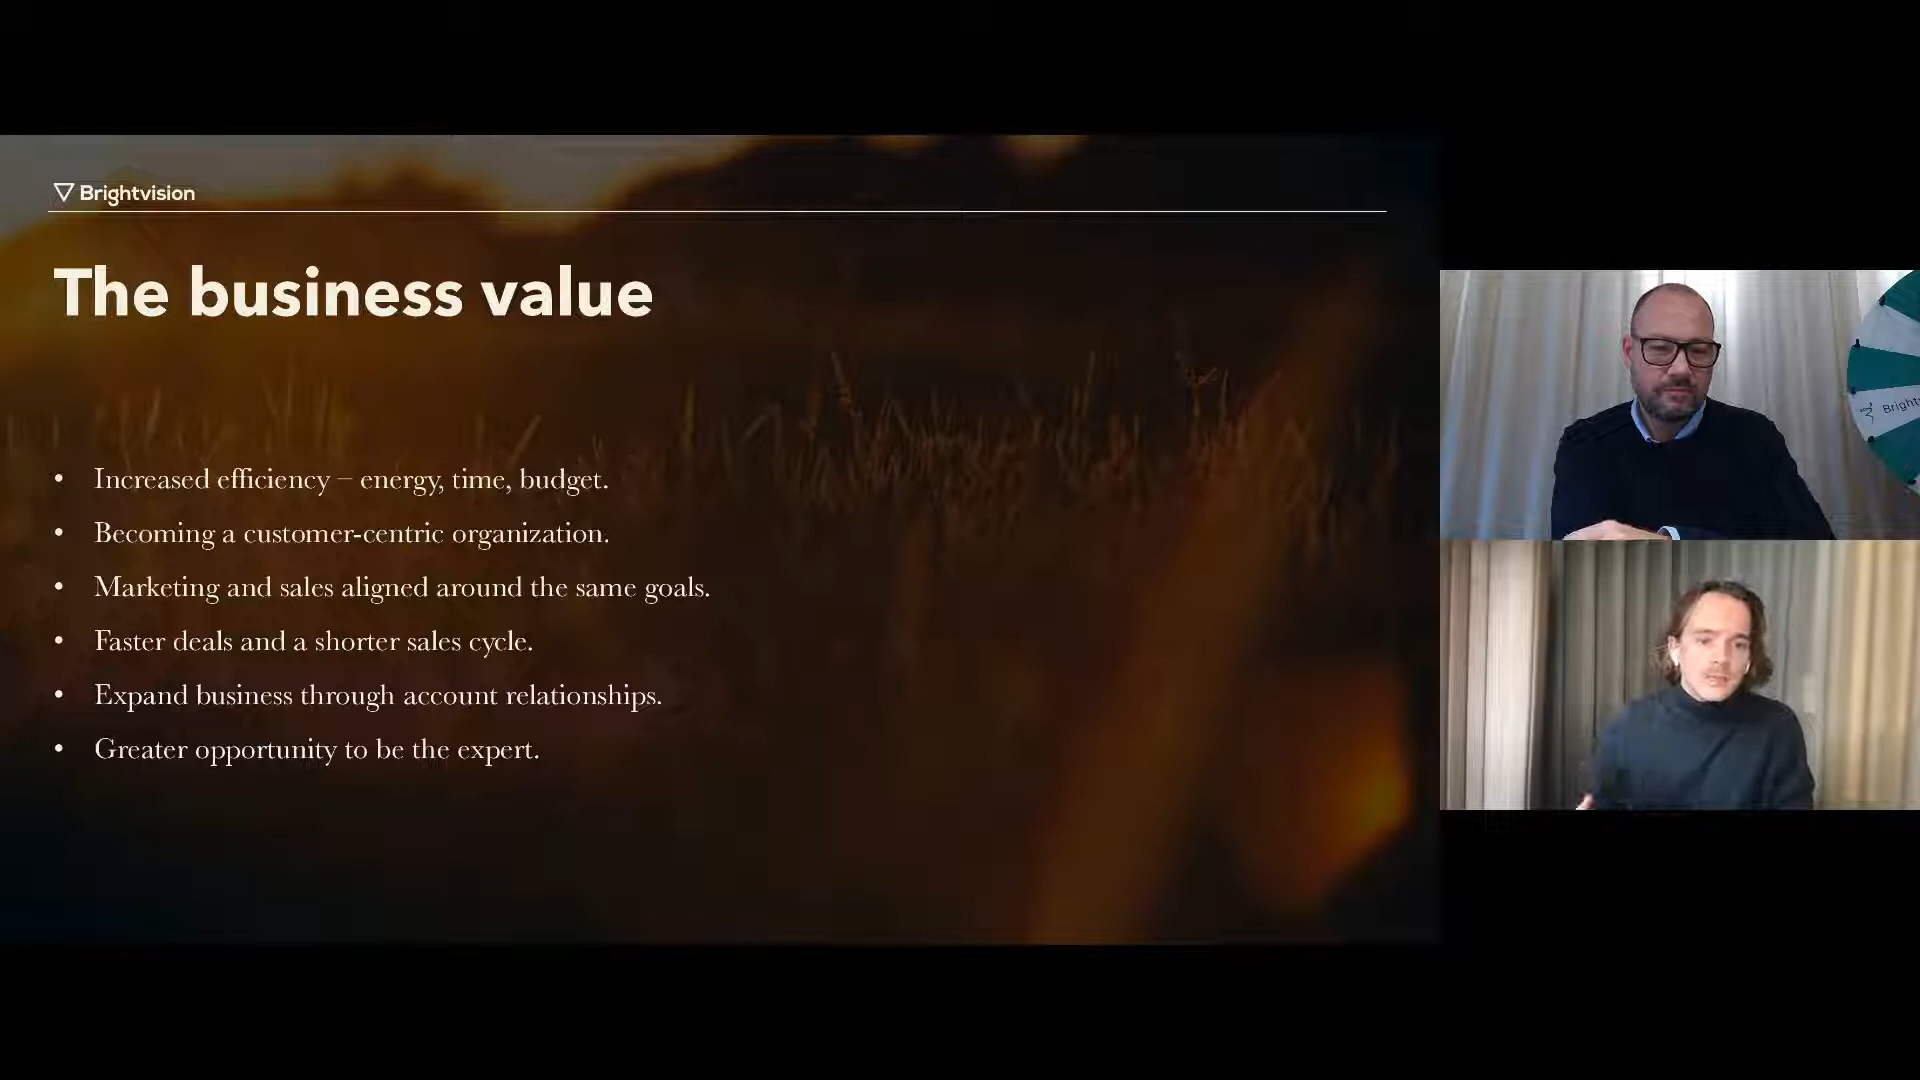 Brightvision
The business value
• Increased efficiency – energy, time, budget.
• Becoming a customer-centric organization.
• Marketing and sales aligned around the same goals.
• Faster deals and a shorter sales cycle.
• Expand business through account relationships.
• Greater opportunity to be the expert.
Bright